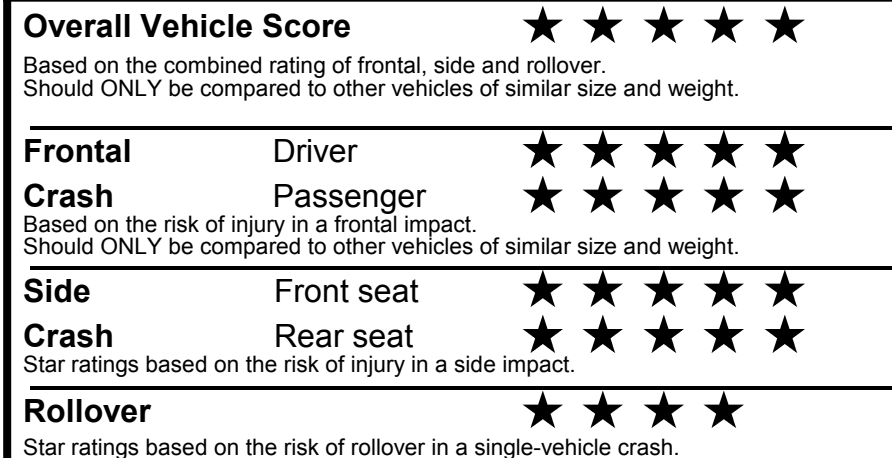 Overall Vehicle Score ★ ★ ★ ★ ★
Based on the combined rating of frontal, side and rollover.
Should ONLY be compared to other vehicles of similar size and weight.
Frontal Driver ★ ★ ★ ★ ★
Crash Passenger ★ ★ ★ ★ ★
Based on the risk of injury in a frontal impact.
Should ONLY be compared to other vehicles of similar size and weight.
Side Front seat ★ ★ ★ ★ ★
Crash Rear seat ★ ★ ★ ★ ★
Star ratings based on the risk of injury in a side impact.
Rollover ★ ★ ★ ★
Star ratings based on the risk of rollover in a single-vehicle crash.